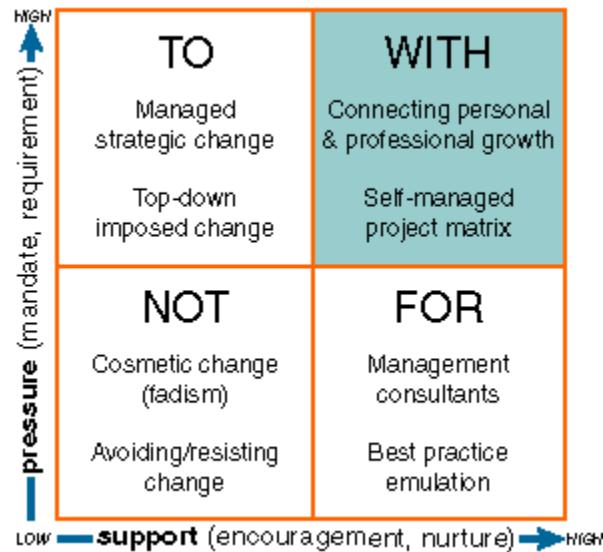 HIGH
TO
Managed
strategic change
Top-down
imposed change
WITH
Connecting personal
& professional growth
Self-managed
project matrix
NOT
Cosmetic change
(fadism)
Avoiding/resisting
change
FOR
Management
consultants
Best practice
emulation
pressure (mandate, requirement)
LOW
support (encouragement, nurture)
HIGH